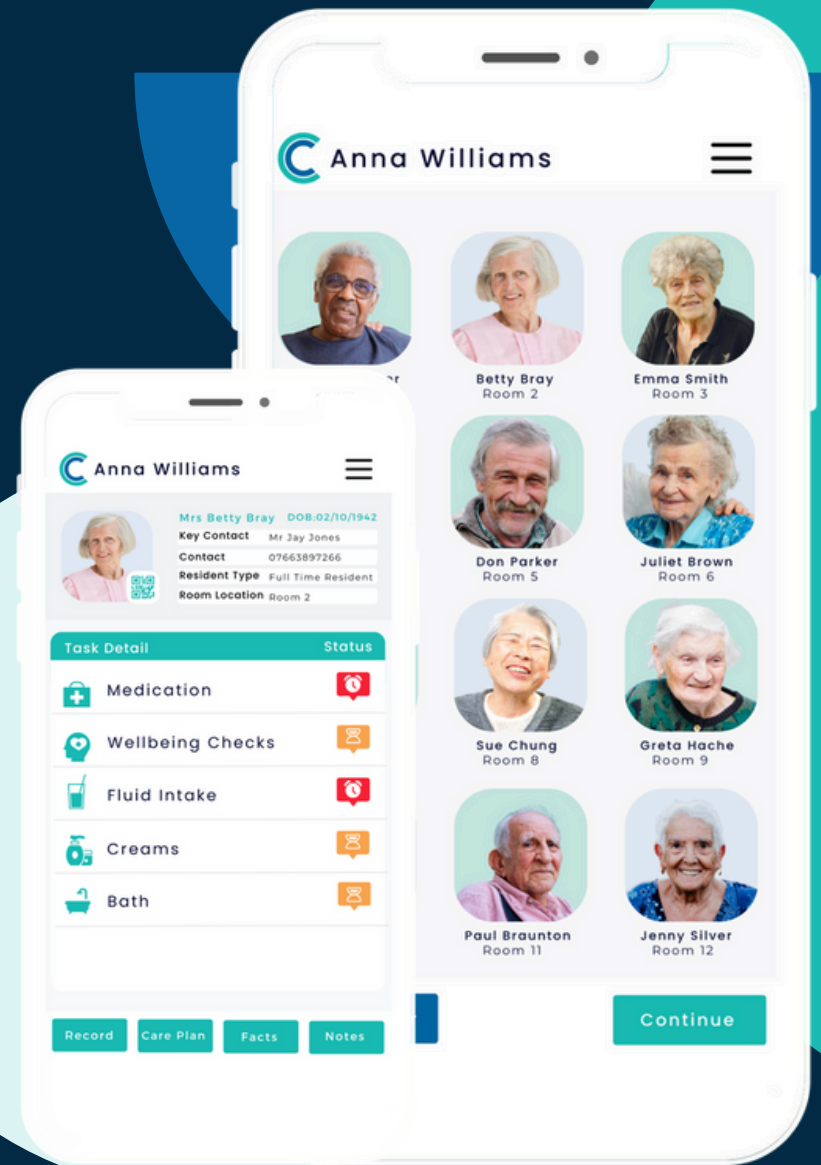 Anna Williams
Betty Bray
Room 2
Emma Smith
Room 3
Don Parker
Room 5
Juliet Brown
Room 6
Sue Chung
Room 8
Greta Hache
Room 9
Paul Braunton
Room 11
Jenny Silver
Room 12
Continue
Anna Williams
Mrs Betty Bray DOB:02/10/1942
Key Contact Mr Jay Jones
Contact 07663897266
Resident Type Full Time Resident
Room Location Room 2
Task Detail Status
Medication
Wellbeing Checks
Fluid Intake
Creams
Bath
Record Care Plan Facts Notes